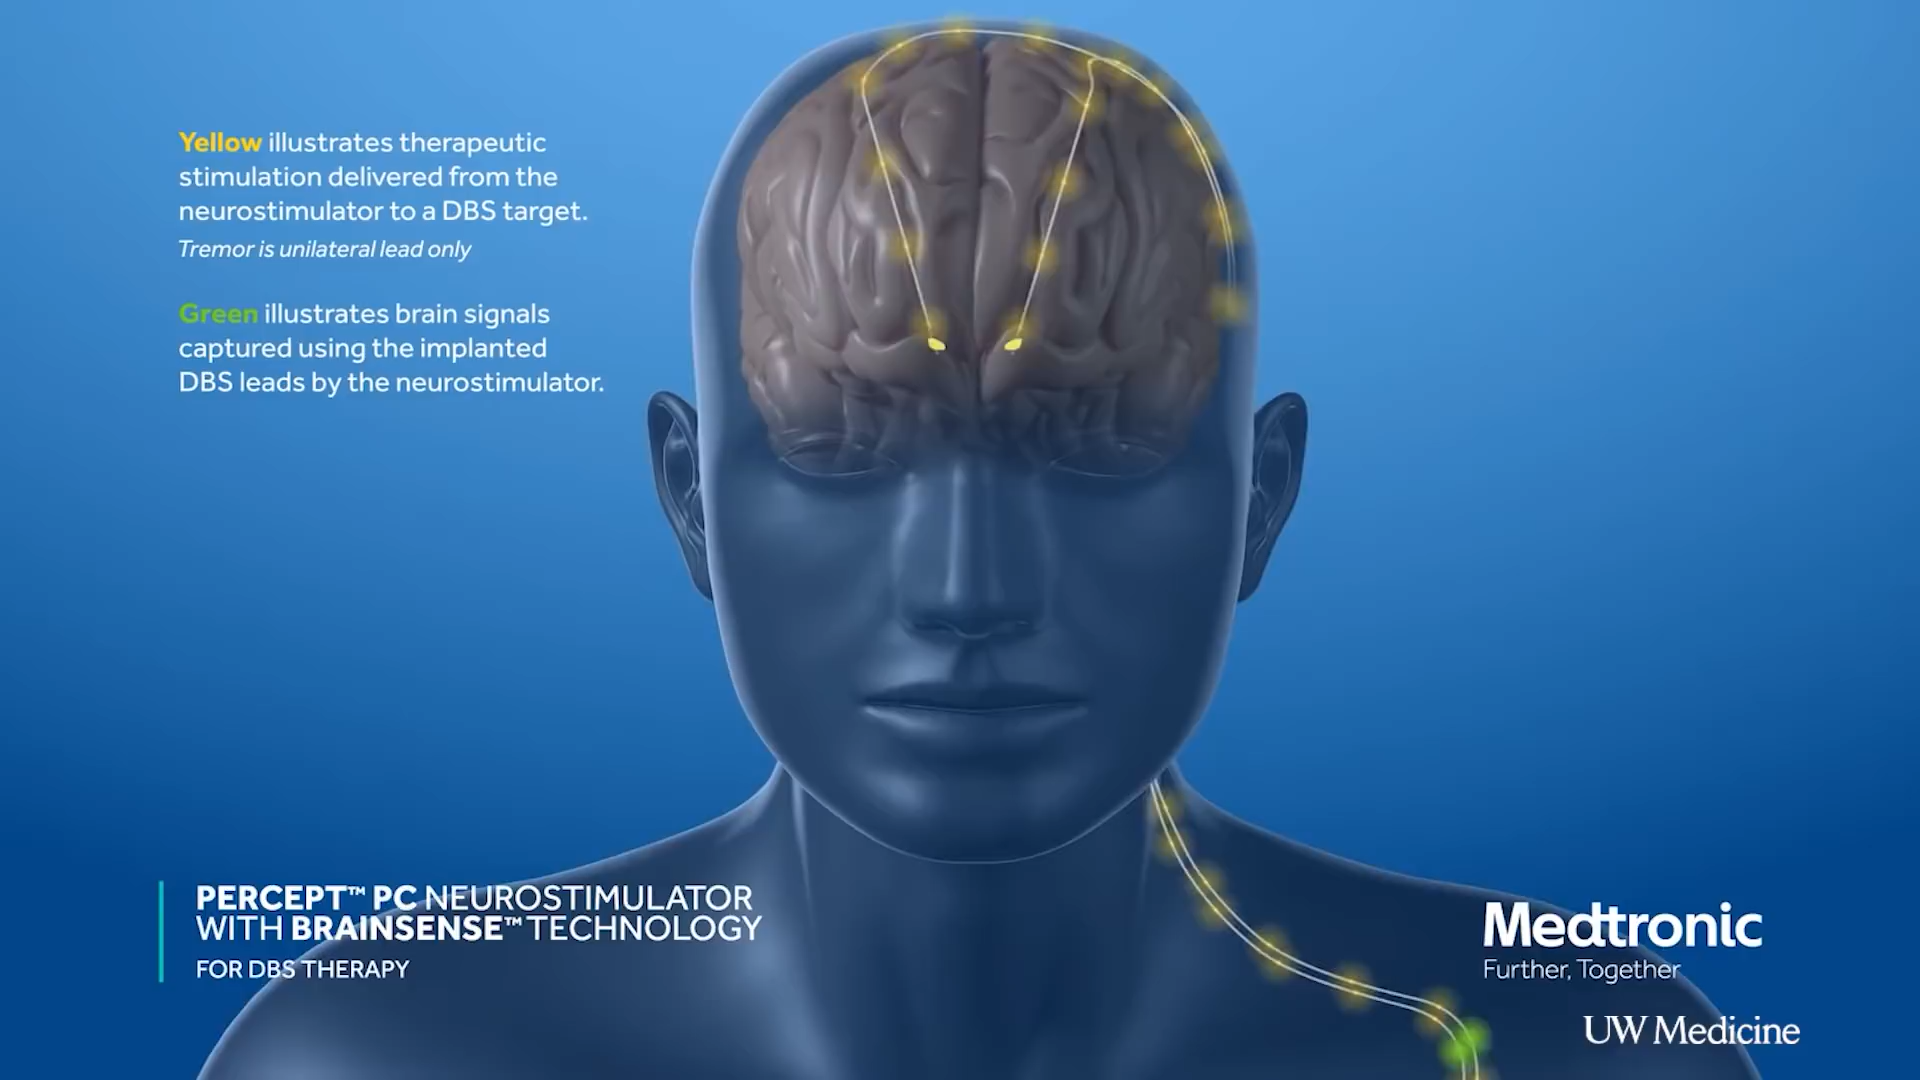 Yellow illustrates therapeutic
stimulation delivered from the
neurostimulator to a DBS target.
Tremor is unilateral lead only
Green illustrates brain signals
captured using the implanted
DBS leads by the neurostimulator.
PERCEPT™ PC NEUROSTIMULATOR
WITH BRAINSENSE™ TECHNOLOGY
FOR DBS THERAPY
Medtronic
Further, Together
UW Medicine